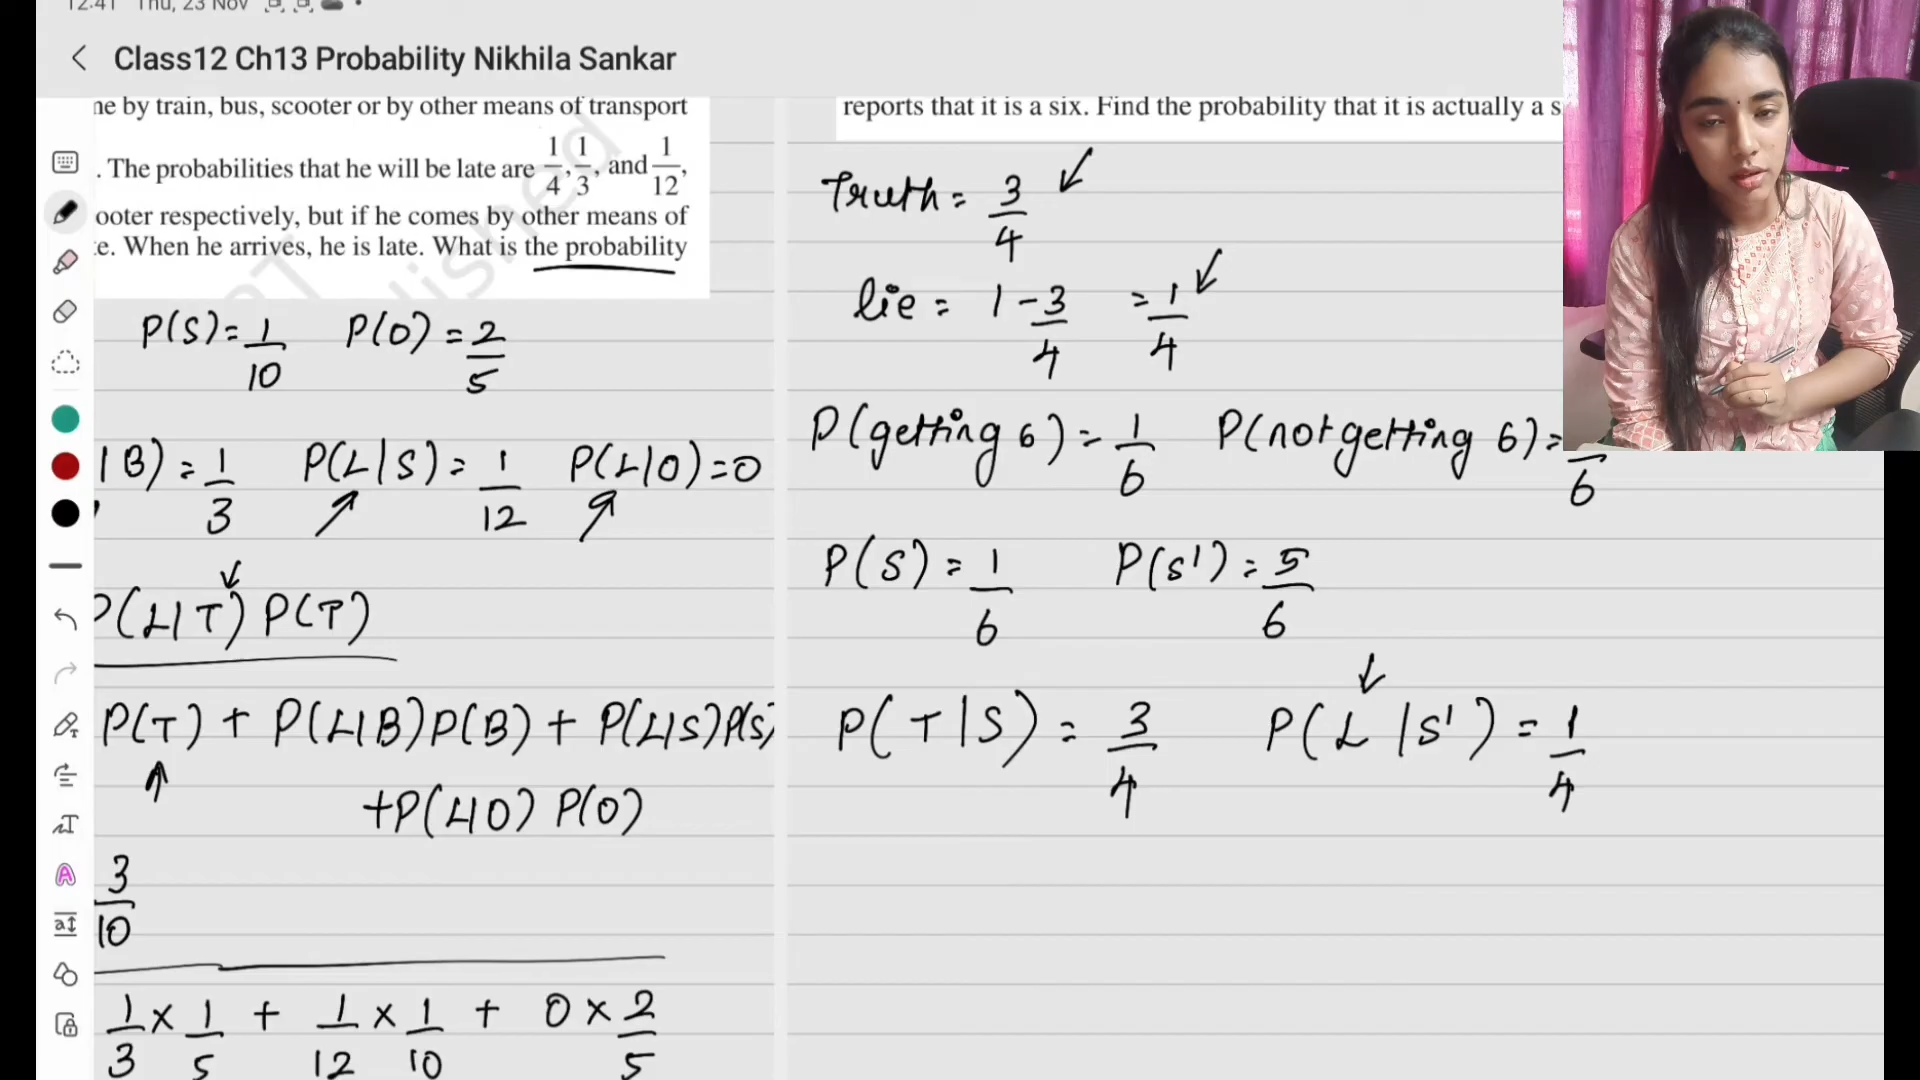 12:41 Thu, 23 Nov
Class12 Ch13 Probability Nikhila Sankar
ne by train, bus, scooter or by other means of transport
. The probabilities that he will be late are 1/4, 1/3, and 1/12,
ooter respectively, but if he comes by other means of
e. When he arrives, he is late. What is the probability
P(S) = 1/10 P(O) = 2/5
|B) = 1/3 P(L|S) = 1/12 P(L|O) = 0
P(L|T) P(T)
P(T) + P(L|B)P(B) + P(L|S)P(S)
+P(L|O) P(O)
3/10
1/3 × 1/5 + 1/12 × 1/10 + 0 × 2/5
reports that it is a six. Find the probability that it is actually a s
Truth = 3/4
lie = 1 - 3/4 = 1/4
P(getting 6) = 1/6 P(not getting 6) = /6
P(S) = 1/6 P(S') = 5/6
P(T|S) = 3/4 P(L|S') = 1/4